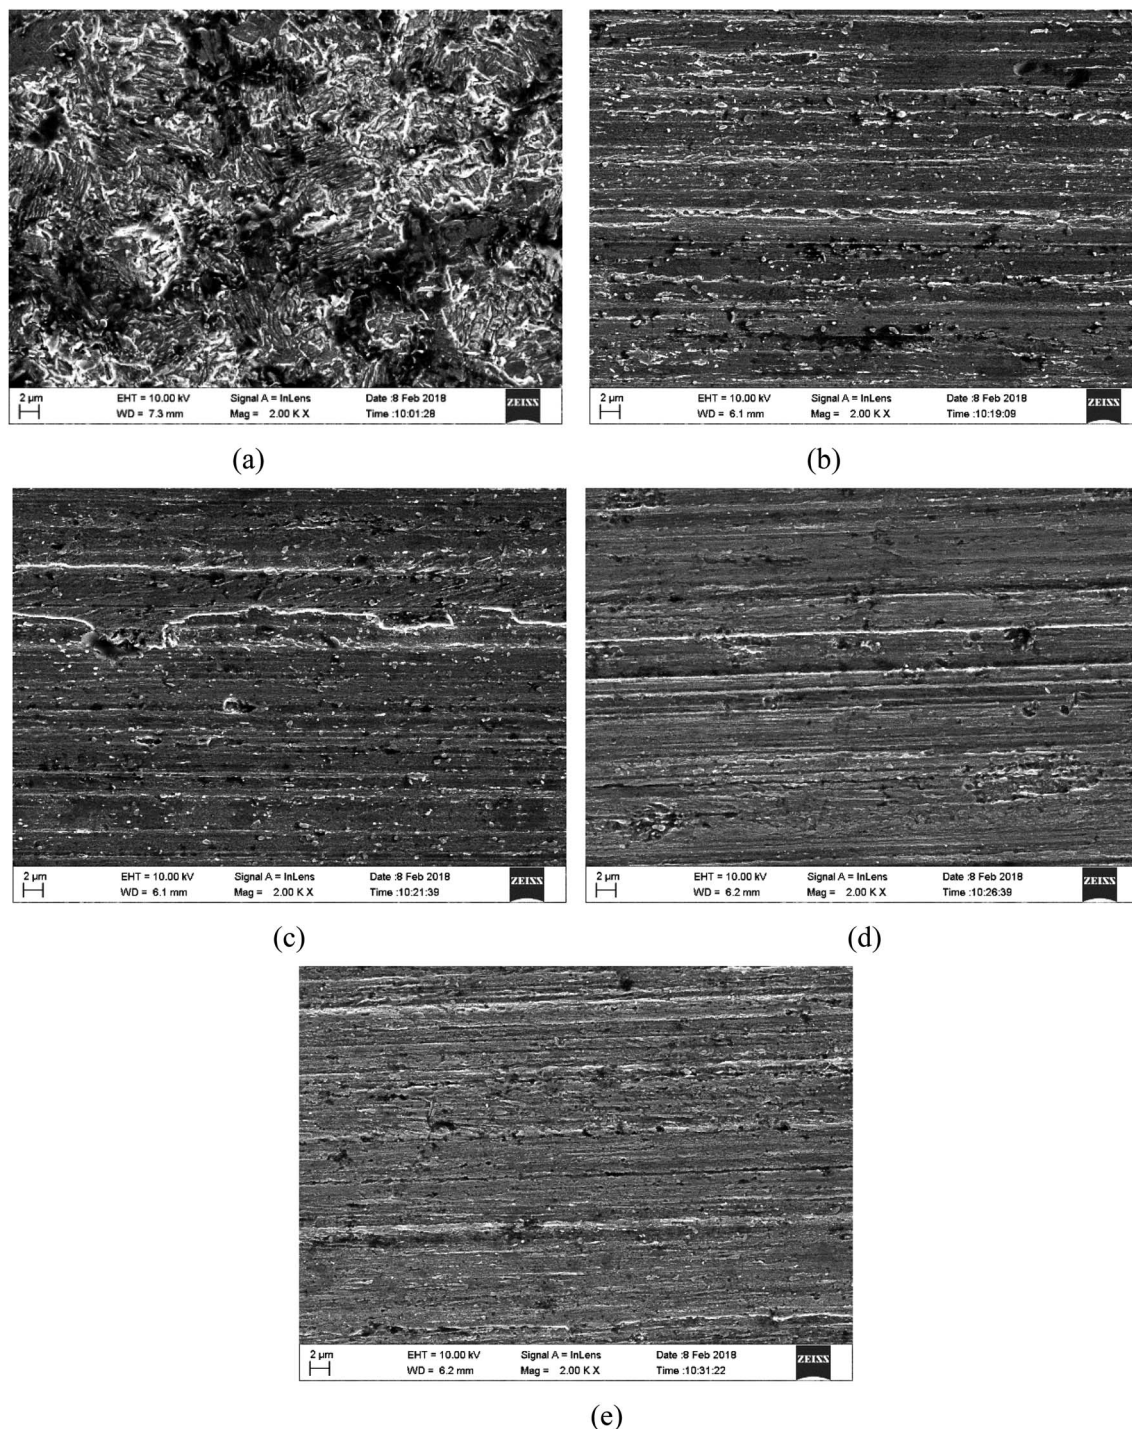 2 µm EHT = 10.00 kV Signal A = InLens Date :8 Feb 2018 ZEISS
WD = 7.3 mm Mag = 2.00 K X Time :10:01:28
2 µm EHT = 10.00 kV Signal A = InLens Date :8 Feb 2018 ZEISS
WD = 6.1 mm Mag = 2.00 K X Time :10:19:09
(a)
(b)
2 µm EHT = 10.00 kV Signal A = InLens Date :8 Feb 2018 ZEISS
WD = 6.1 mm Mag = 2.00 K X Time :10:21:39
2 µm EHT = 10.00 kV Signal A = InLens Date :8 Feb 2018 ZEISS
WD = 6.2 mm Mag = 2.00 K X Time :10:26:39
(c)
(d)
2 µm EHT = 10.00 kV Signal A = InLens Date :8 Feb 2018 ZEISS
WD = 6.2 mm Mag = 2.00 K X Time :10:31:22
(e)